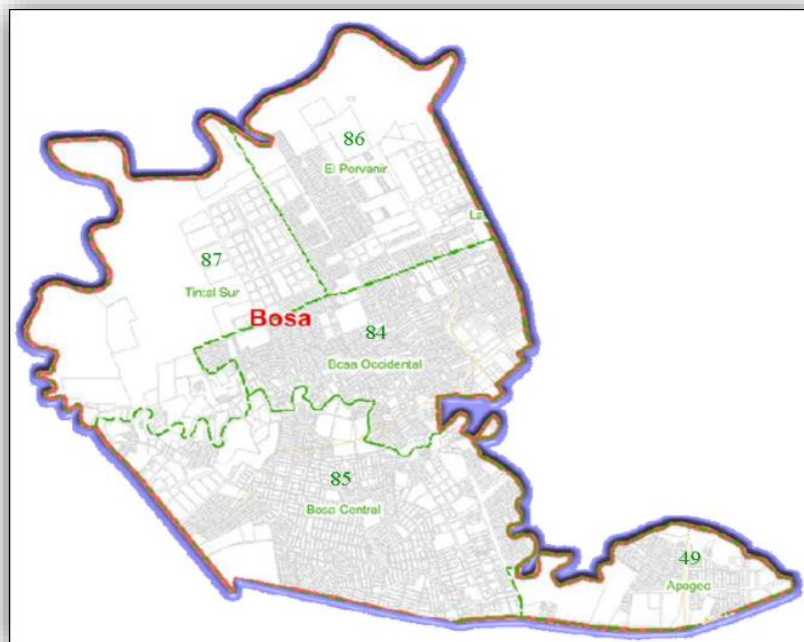 86
El Porvenir
La
87
Tintal Sur
Bosa
84
Bosa Occidental
85
Bosa Central
49
Apogeo